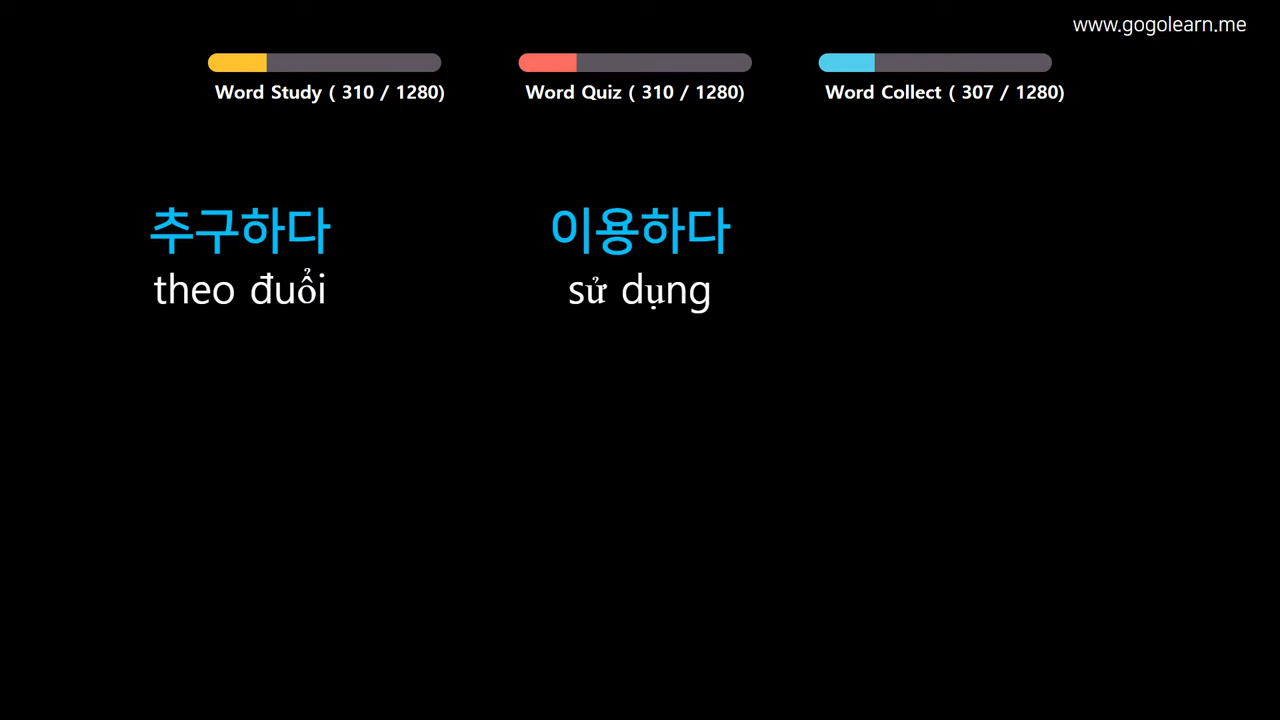 www.gogolearn.me
Word Study ( 310 / 1280)
Word Quiz ( 310 / 1280)
Word Collect ( 307 / 1280)
추구하다
theo đuổi
이용하다
sử dụng